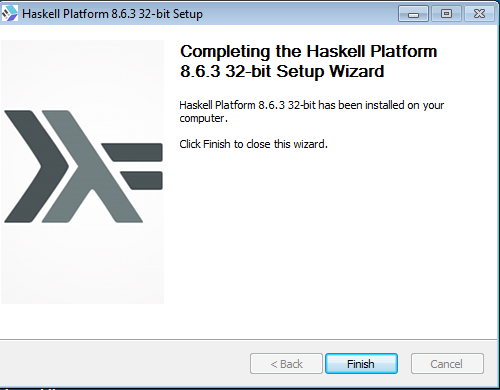 Haskell Platform 8.6.3 32-bit Setup
Completing the Haskell Platform
8.6.3 32-bit Setup Wizard
Haskell Platform 8.6.3 32-bit has been installed on your
computer.
Click Finish to close this wizard.
< Back
Finish
Cancel